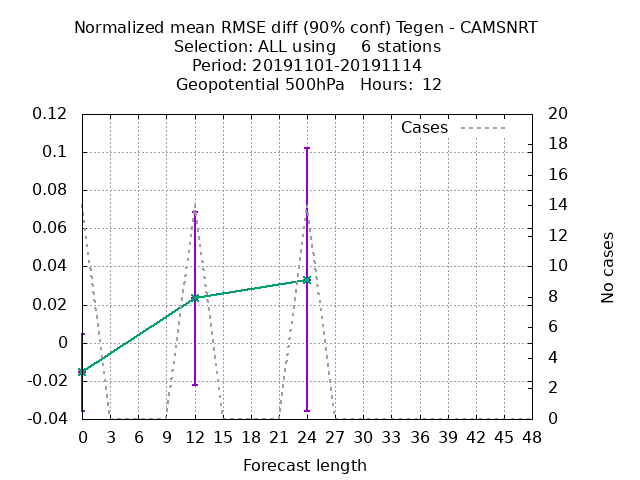 Normalized mean RMSE diff (90% conf) Tegen - CAMSNRT
Selection: ALL using     6 stations
Period: 20191101-20191114
Geopotential 500hPa   Hours:  12
Cases
0.12
0.1
0.08
0.06
0.04
0.02
0
-0.02
-0.04
20
18
16
14
12
10
8
6
4
2
0
No cases
0 3 6 9 12 15 18 21 24 27 30 33 36 39 42 45 48
Forecast length